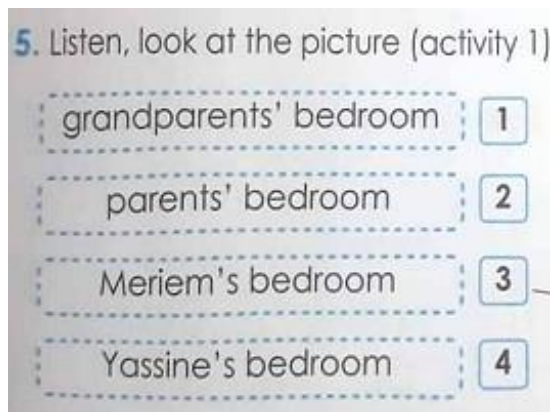 5. Listen, look at the picture (activity 1)
grandparents' bedroom 1
parents' bedroom 2
Meriem's bedroom 3
Yassine's bedroom 4